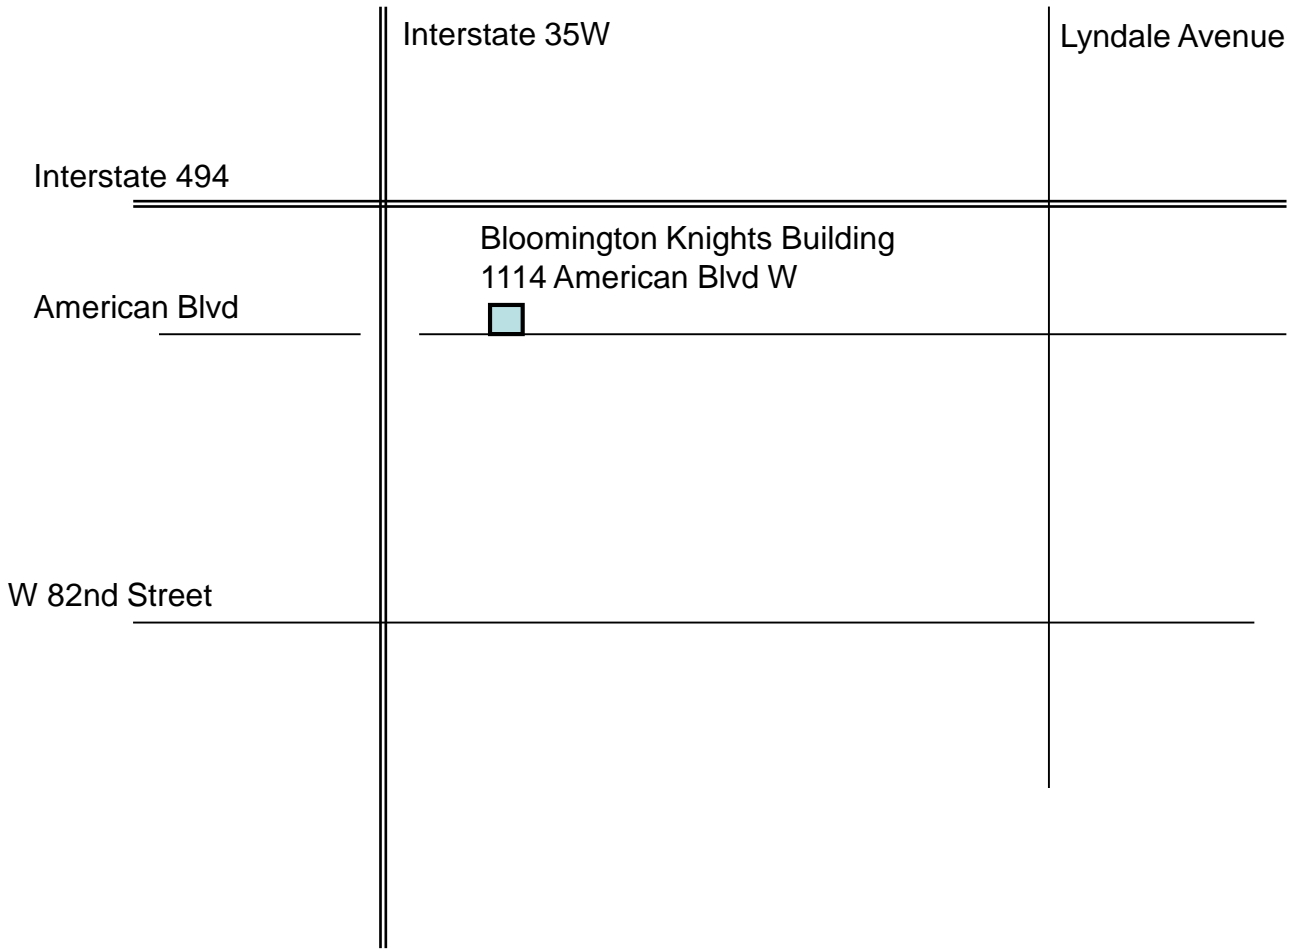 Interstate 35W
Lyndale Avenue
Interstate 494
Bloomington Knights Building
1114 American Blvd W
American Blvd
W 82nd Street